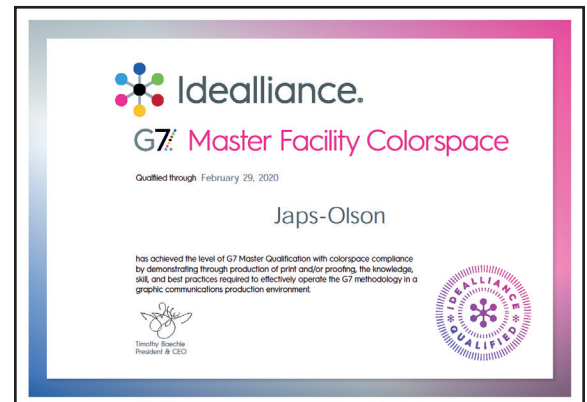 Idealliance®
G7 Master Facility Colorspace
Qualified through February 29, 2020
Japs-Olson
has achieved the level of G7 Master Qualification with colorspace compliance
by demonstrating through production of print and/or proofing, the knowledge,
skill, and best practices required to effectively operate the G7 methodology in a
graphic communications production environment.
Timothy Baechle
President & CEO
IDEALLIANCE
QUALIFIED